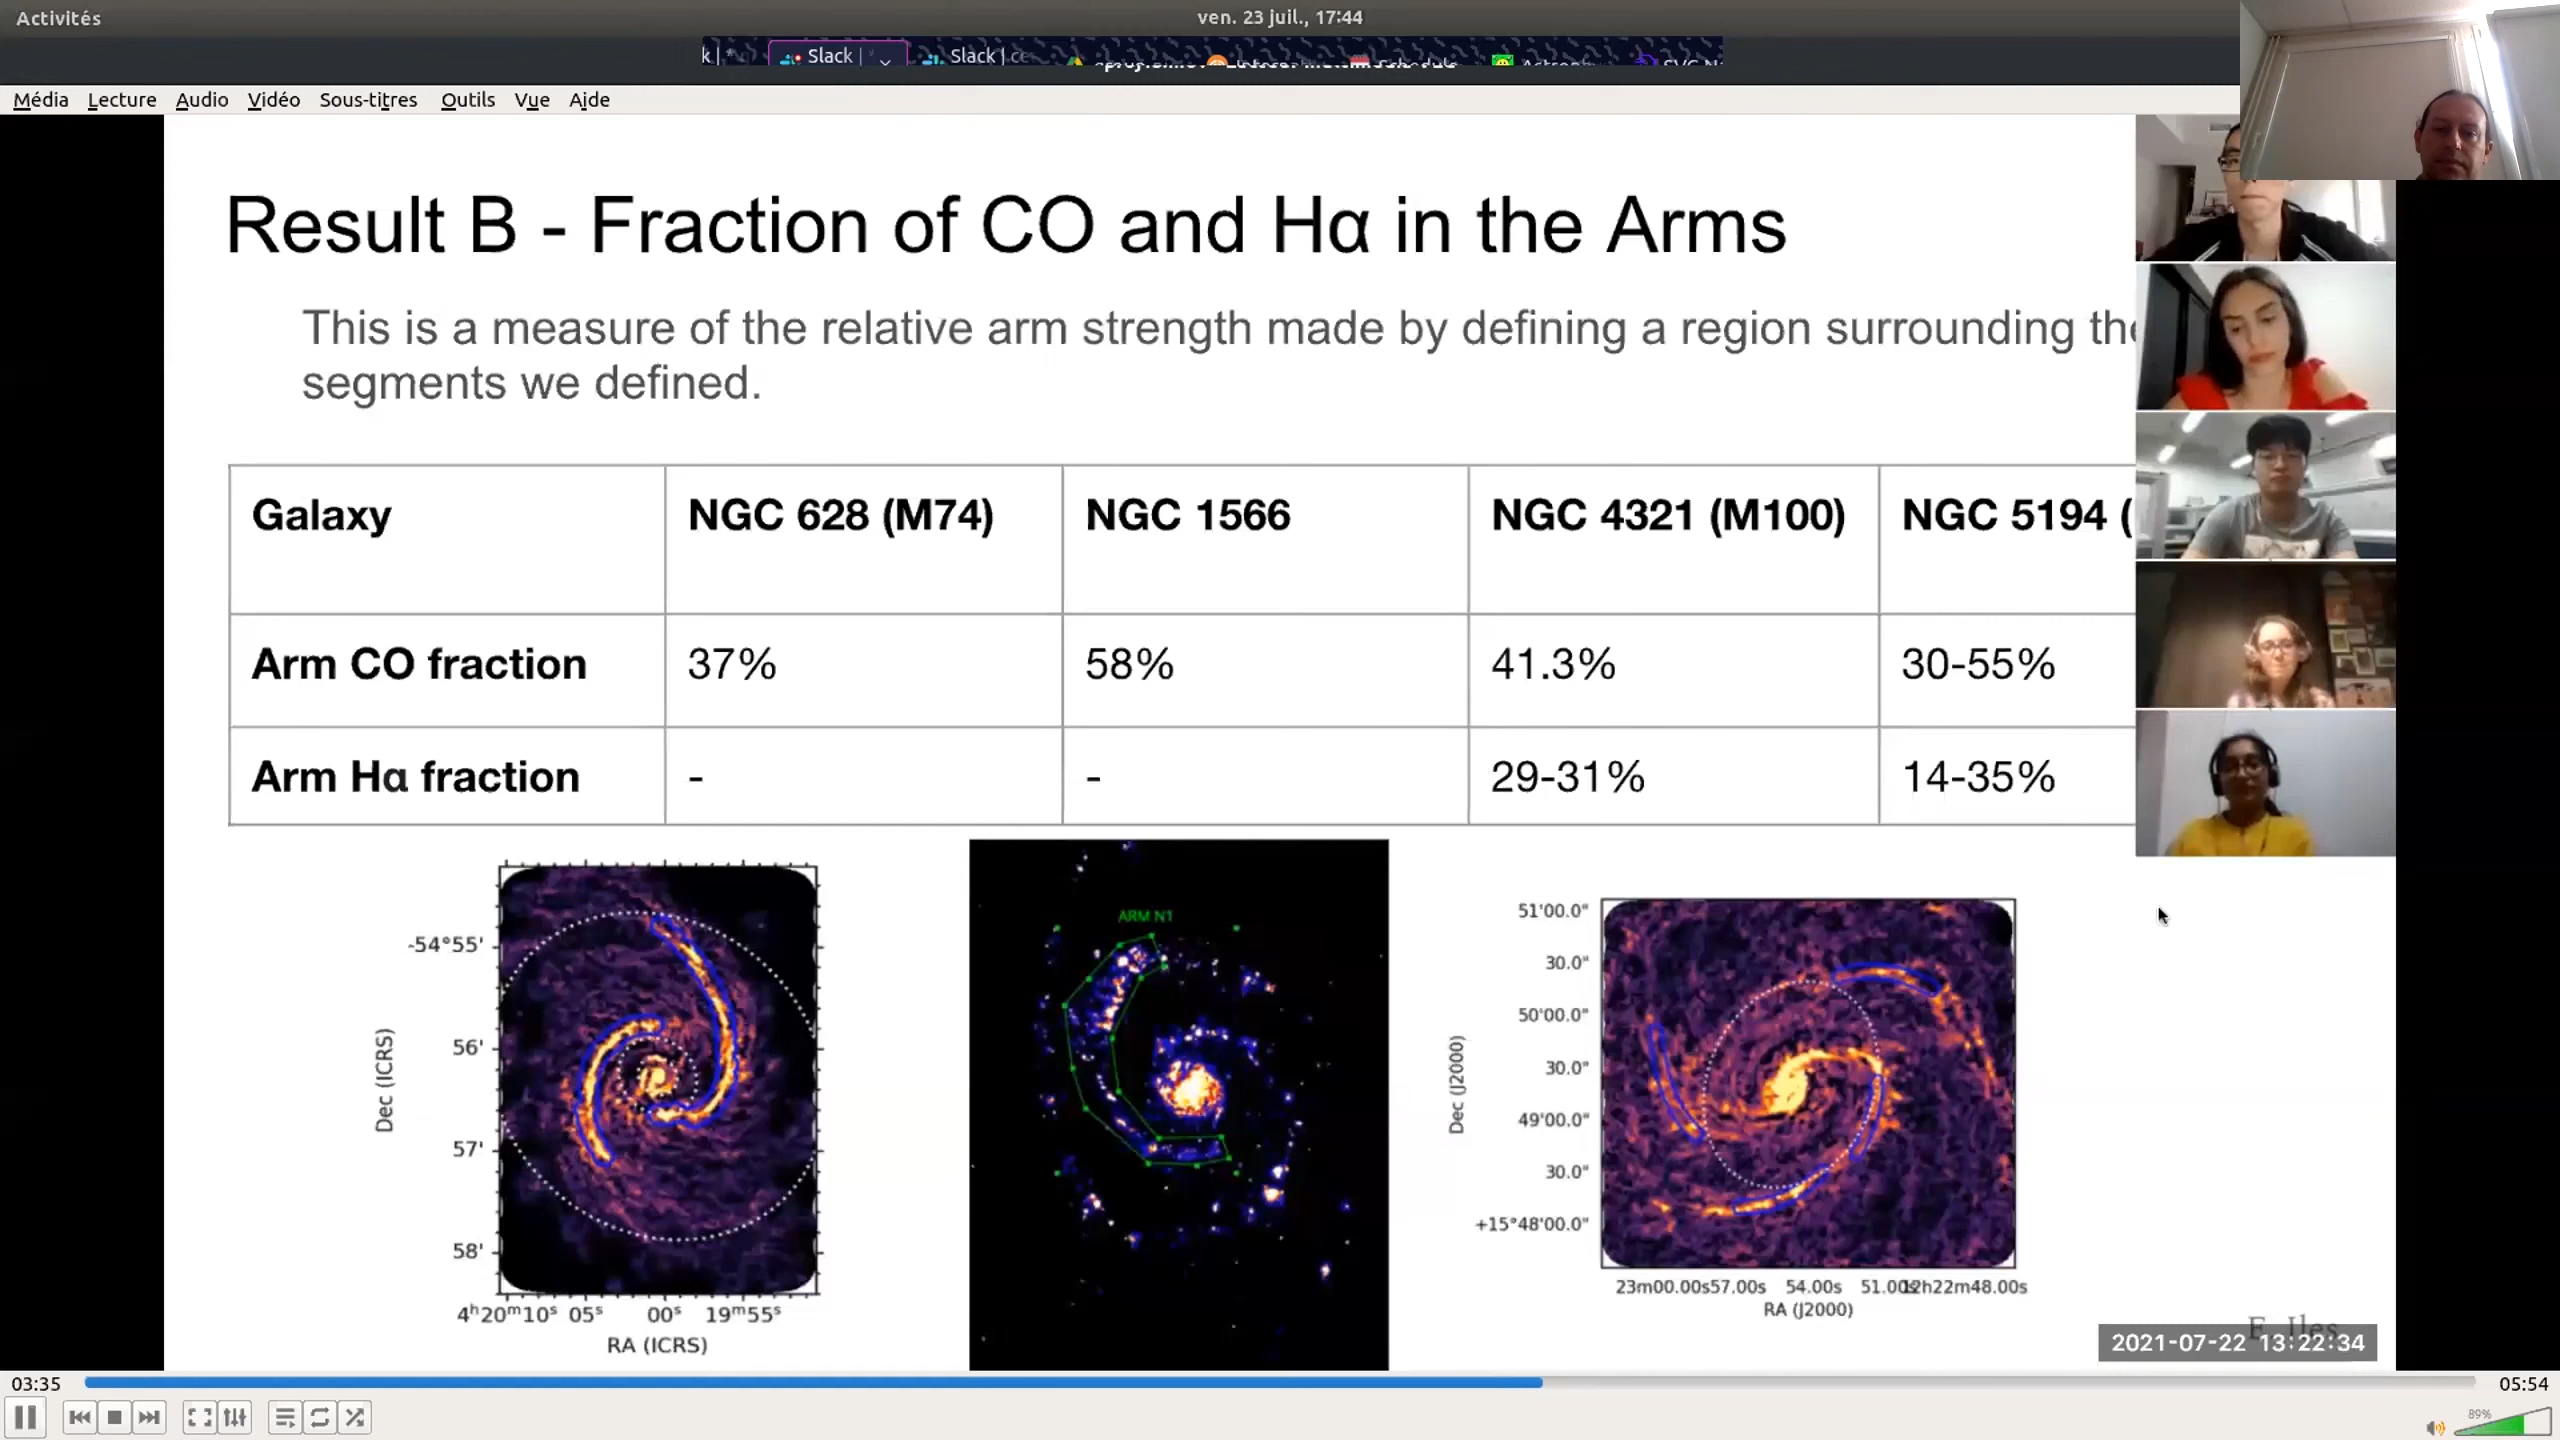 Activités
ven. 23 juil., 17:44
k |
Slack |
Slack | ce
Média Lecture Audio Vidéo Sous-titres Outils Vue Aide
Result B - Fraction of CO and Hα in the Arms
This is a measure of the relative arm strength made by defining a region surrounding the
segments we defined.
Galaxy NGC 628 (M74) NGC 1566 NGC 4321 (M100) NGC 5194 (
Arm CO fraction 37% 58% 41.3% 30-55%
Arm Hα fraction - - 29-31% 14-35%
Dec (ICRS)
-54°55'
56'
57'
58'
4ʰ20ᵐ10ˢ 05ˢ 00ˢ 19ᵐ55ˢ
RA (ICRS)
ARM N1
Dec (J2000)
51'00.0"
30.0"
50'00.0"
30.0"
49'00.0"
30.0"
+15°48'00.0"
23m00.00s 57.00s 54.00s 51.00s 12h22m48.00s
RA (J2000)
E. Iles
2021-07-22 13:22:34
03:35
05:54
89%